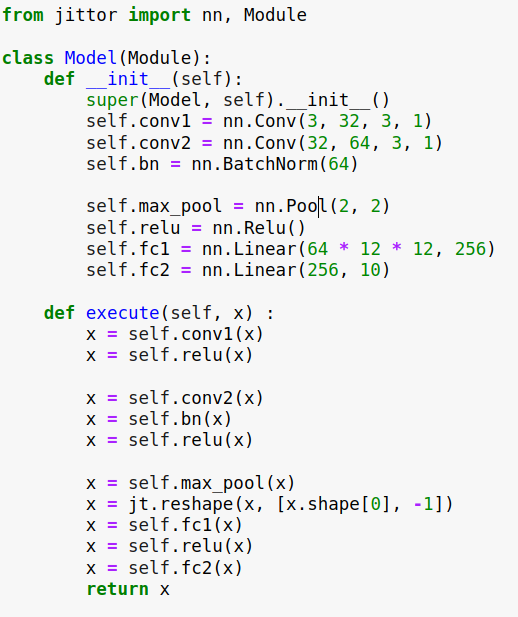 from jittor import nn, Module

class Model(Module):
    def __init__(self):
        super(Model, self).__init__()
        self.conv1 = nn.Conv(3, 32, 3, 1)
        self.conv2 = nn.Conv(32, 64, 3, 1)
        self.bn = nn.BatchNorm(64)

        self.max_pool = nn.Pool(2, 2)
        self.relu = nn.Relu()
        self.fc1 = nn.Linear(64 * 12 * 12, 256)
        self.fc2 = nn.Linear(256, 10)

    def execute(self, x) :
        x = self.conv1(x)
        x = self.relu(x)

        x = self.conv2(x)
        x = self.bn(x)
        x = self.relu(x)

        x = self.max_pool(x)
        x = jt.reshape(x, [x.shape[0], -1])
        x = self.fc1(x)
        x = self.relu(x)
        x = self.fc2(x)
        return x